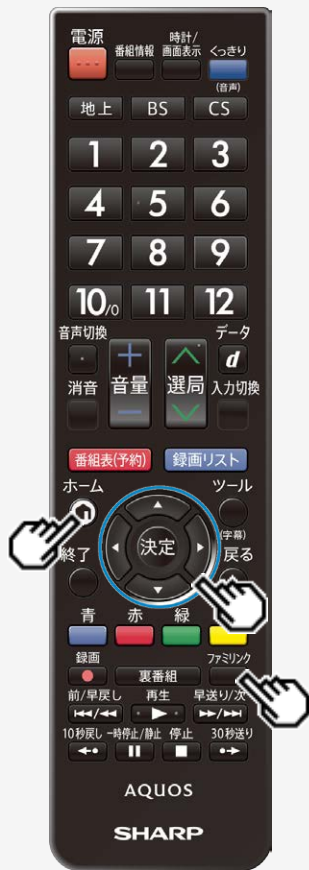 電源
番組情報
時計/
画面表示
くっきり
(音声)
地上 BS CS
1 2 3
4 5 6
7 8 9
10/0 11 12
音声切換 データ
d
消音 音量 選局 入力切換
番組表(予約) 録画リスト
ホーム ツール
(字幕)
決定
終了 戻る
青 赤 緑
録画 裏番組 ファミリンク
前/早戻し 再生 早送り/次
10秒戻し 一時停止/静止 停止 30秒送り
AQUOS
SHARP